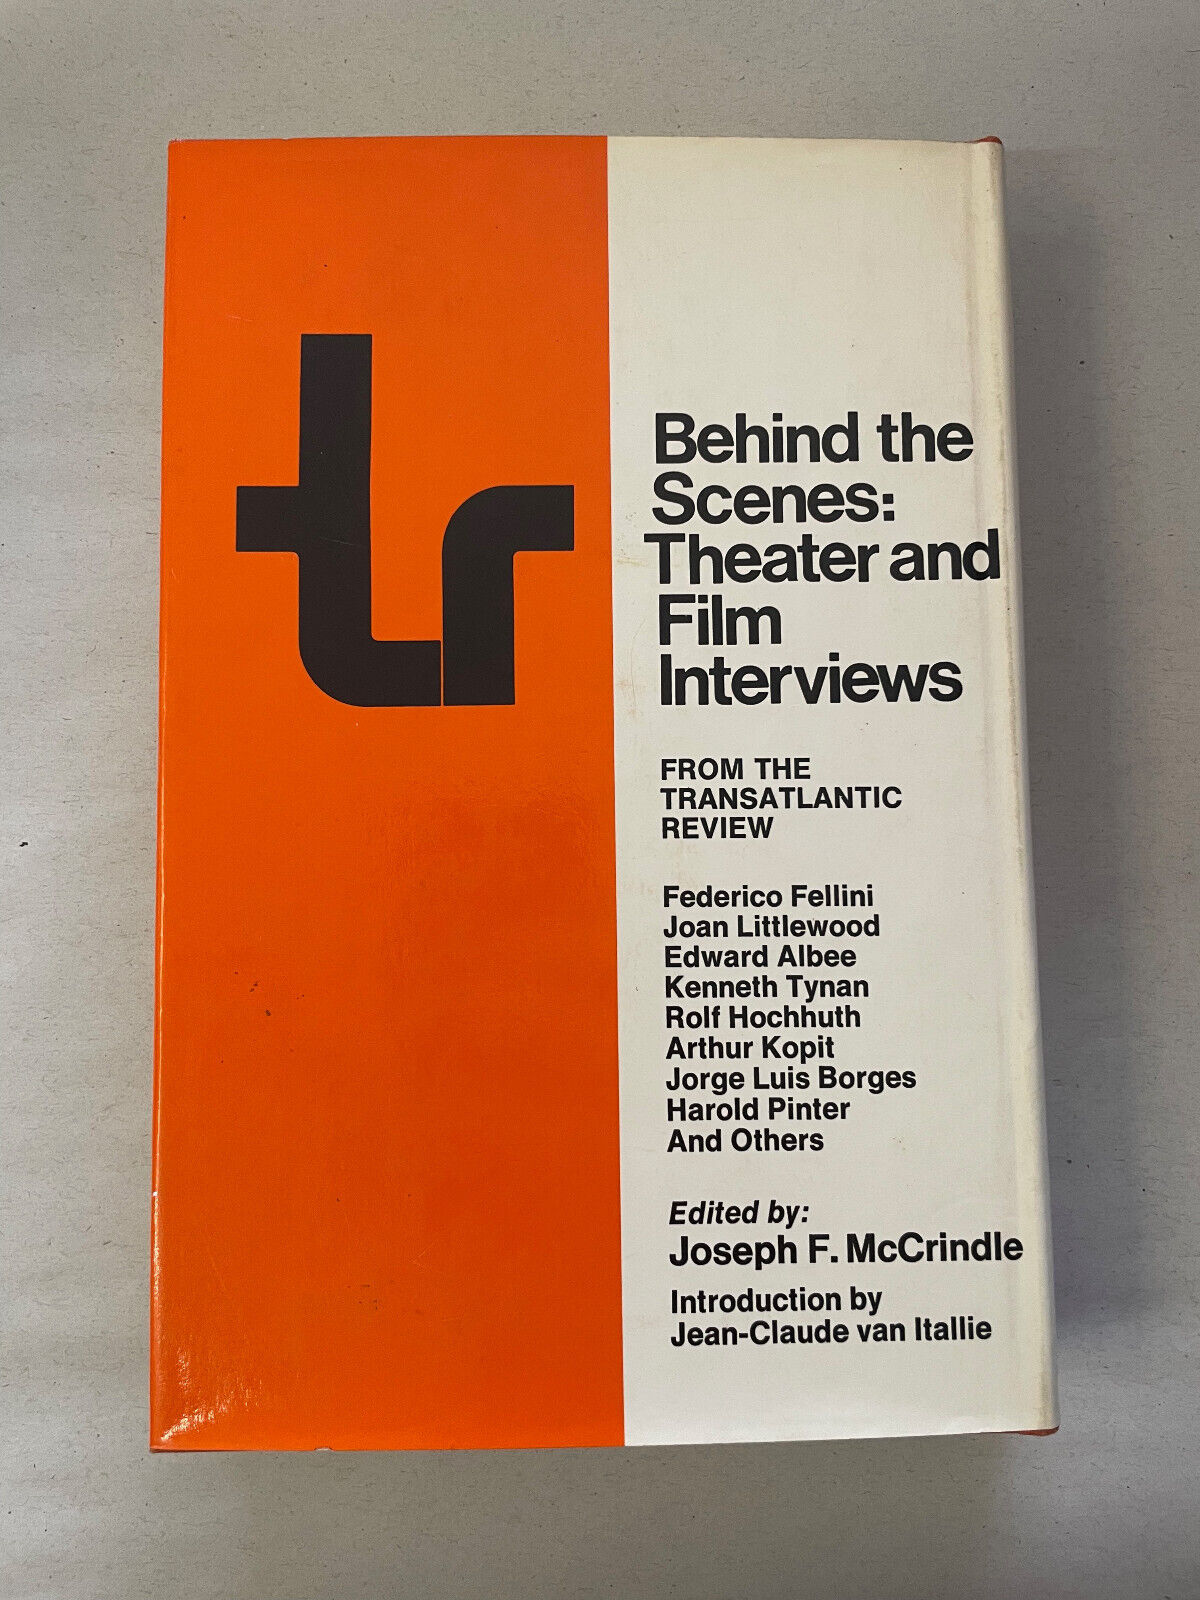 tr
Behind the
Scenes:
Theater and
Film
Interviews
FROM THE
TRANSATLANTIC
REVIEW
Federico Fellini
Joan Littlewood
Edward Albee
Kenneth Tynan
Rolf Hochhuth
Arthur Kopit
Jorge Luis Borges
Harold Pinter
And Others
Edited by:
Joseph F. McCrindle
Introduction by
Jean-Claude van Itallie